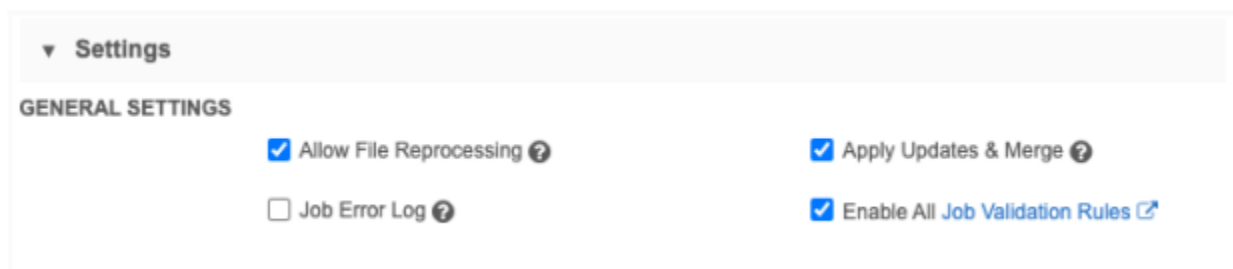 Settings
GENERAL SETTINGS
Allow File Reprocessing
Apply Updates & Merge
Job Error Log
Enable All Job Validation Rules